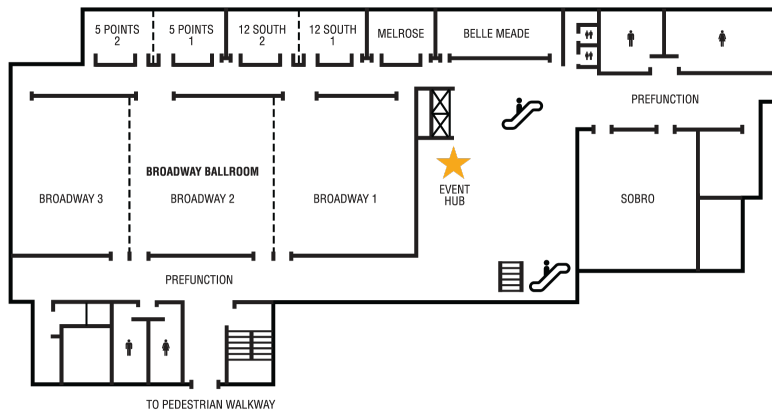 5 POINTS
2
5 POINTS
1
12 SOUTH
2
12 SOUTH
1
MELROSE
BELLE MEADE
PREFUNCTION
BROADWAY BALLROOM
BROADWAY 3
BROADWAY 2
BROADWAY 1
EVENT
HUB
SOBRO
PREFUNCTION
TO PEDESTRIAN WALKWAY